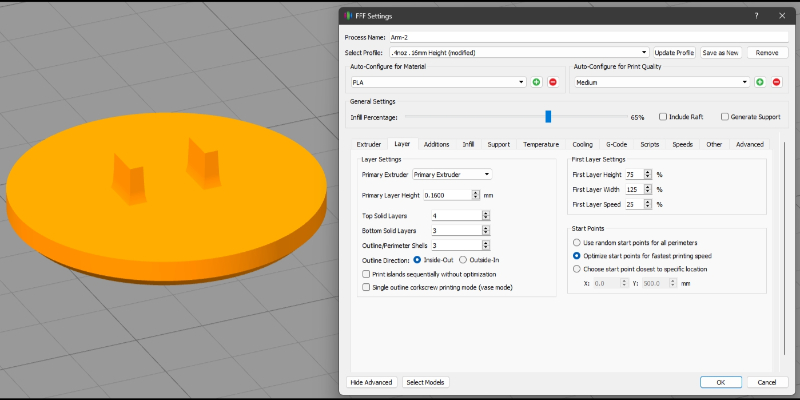 FFF Settings
Process Name: Arm-2
Select Profile: .4noz .16mm Height (modified) Update Profile Save as New Remove
Auto-Configure for Material Auto-Configure for Print Quality
PLA Medium
General Settings
Infill Percentage: 65% Include Raft Generate Support
Extruder Layer Additions Infill Support Temperature Cooling G-Code Scripts Speeds Other Advanced
Layer Settings
Primary Extruder Primary Extruder
Primary Layer Height 0.1600 mm
Top Solid Layers 4
Bottom Solid Layers 3
Outline/Perimeter Shells 3
Outline Direction: Inside-Out Outside-In
Print islands sequentially without optimization
Single outline corkscrew printing mode (vase mode)
First Layer Settings
First Layer Height 75 %
First Layer Width 125 %
First Layer Speed 25 %
Start Points
Use random start points for all perimeters
Optimize start points for fastest printing speed
Choose start point closest to specific location
X: 0.0 Y: 500.0 mm
Hide Advanced Select Models OK Cancel